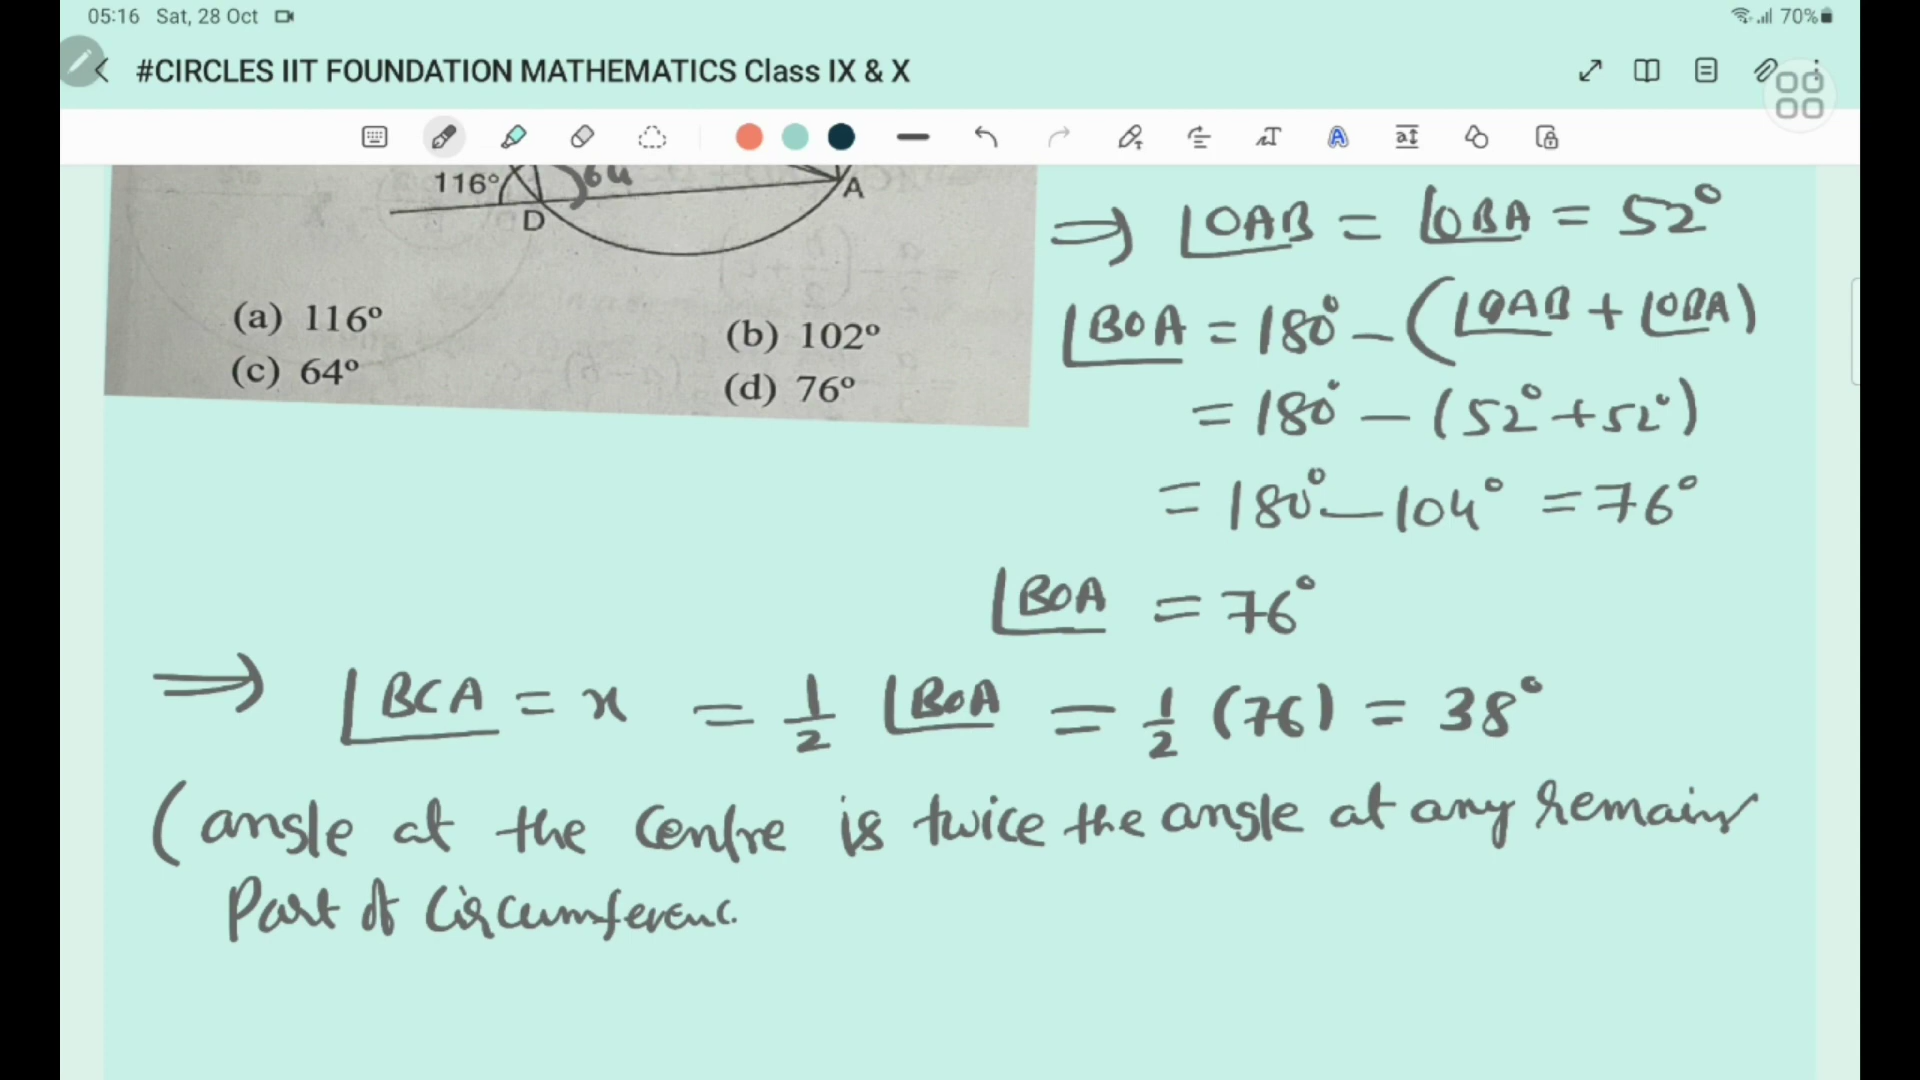 05:16 Sat, 28 Oct
70%
#CIRCLES IIT FOUNDATION MATHEMATICS Class IX & X
116° 64 A
D
(a) 116°
(b) 102°
(c) 64°
(d) 76°
⇒ ∠OAB = ∠OBA = 52°
∠BOA = 180° - (∠OAB + ∠OBA)
= 180° - (52° + 52°)
= 180° - 104° = 76°
∠BOA = 76°
⇒ ∠BCA = x = 1/2 ∠BOA = 1/2 (76) = 38°
(angle at the Centre is twice the angle at any remain
Part of Circumferenc